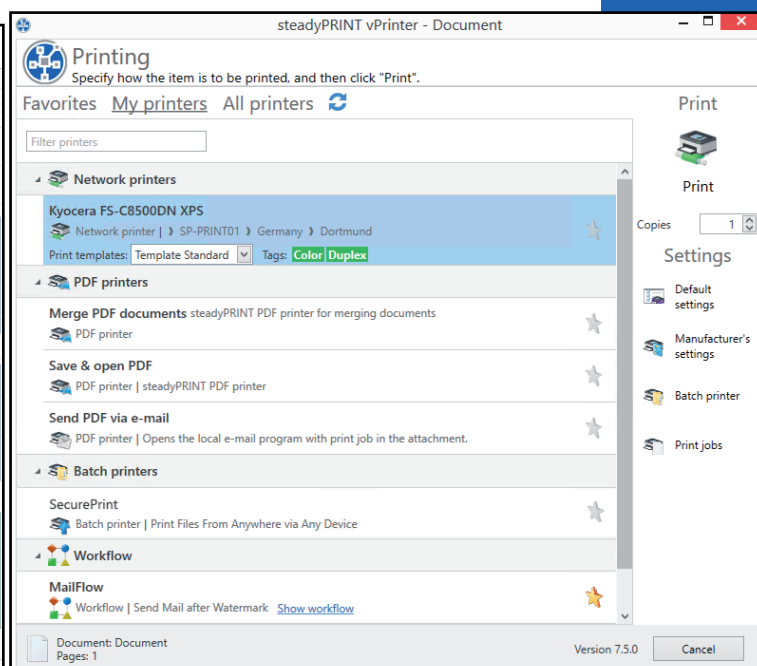 steadyPRINT vPrinter - Document
Printing
Specify how the item is to be printed, and then click "Print".
Favorites My printers All printers
Filter printers
Network printers
Kyocera FS-C8500DN XPS
Network printer | › SP-PRINT01 › Germany › Dortmund
Print templates: Template Standard Tags: Color Duplex
PDF printers
Merge PDF documents steadyPRINT PDF printer for merging documents
PDF printer
Save & open PDF
PDF printer | steadyPRINT PDF printer
Send PDF via e-mail
PDF printer | Opens the local e-mail program with print job in the attachment.
Batch printers
SecurePrint
Batch printer | Print Files From Anywhere via Any Device
Workflow
MailFlow
Workflow | Send Mail after Watermark Show workflow
Print
Print
Copies 1
Settings
Default
settings
Manufacturer's
settings
Batch printer
Print jobs
Document: Document
Pages: 1
Version 7.5.0 Cancel